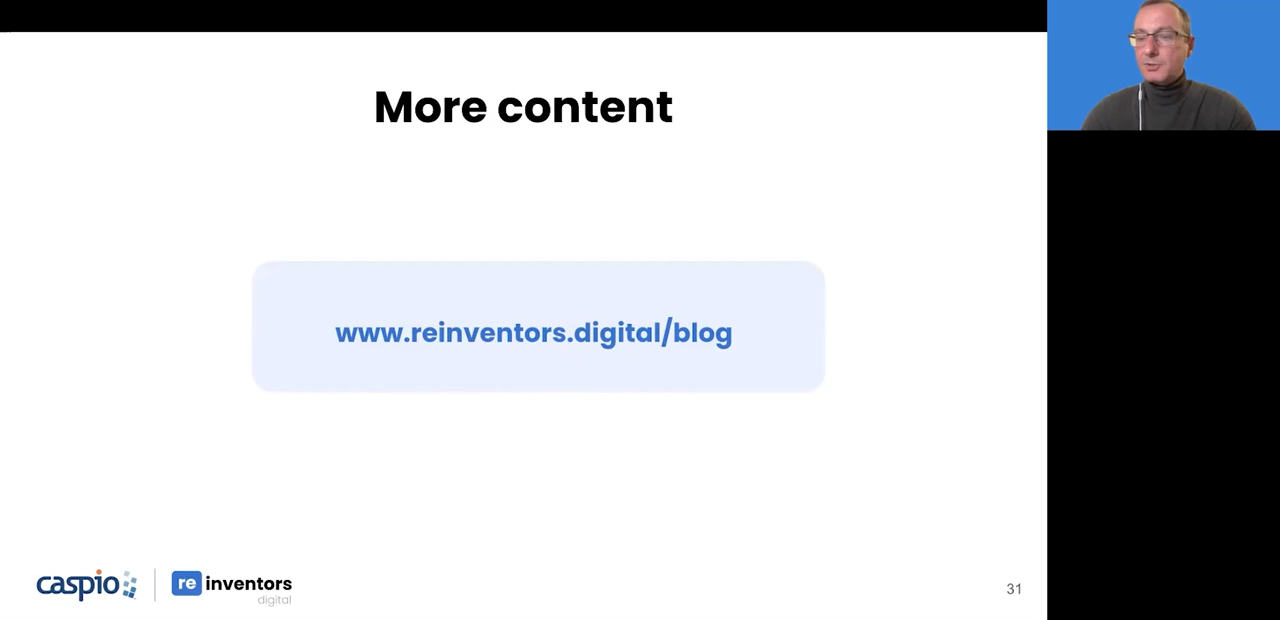 More content
www.reinventors.digital/blog
caspio
re inventors
digital
31